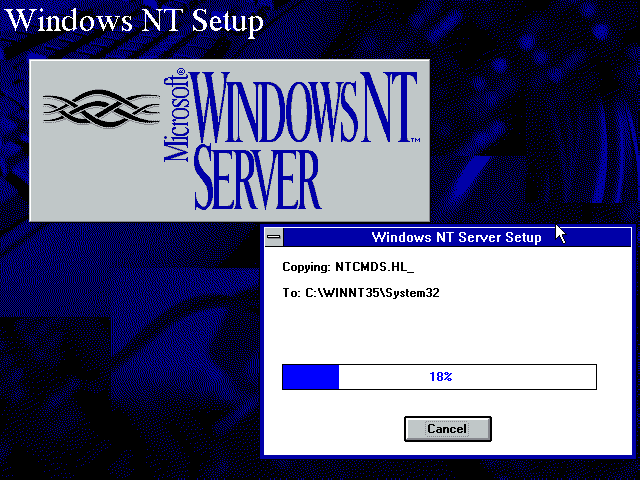 Windows NT Setup
Microsoft®
WINDOWS NT™
SERVER
Windows NT Server Setup
Copying: NTCMDS.HL_
To: C:\WINNT35\System32
18%
Cancel